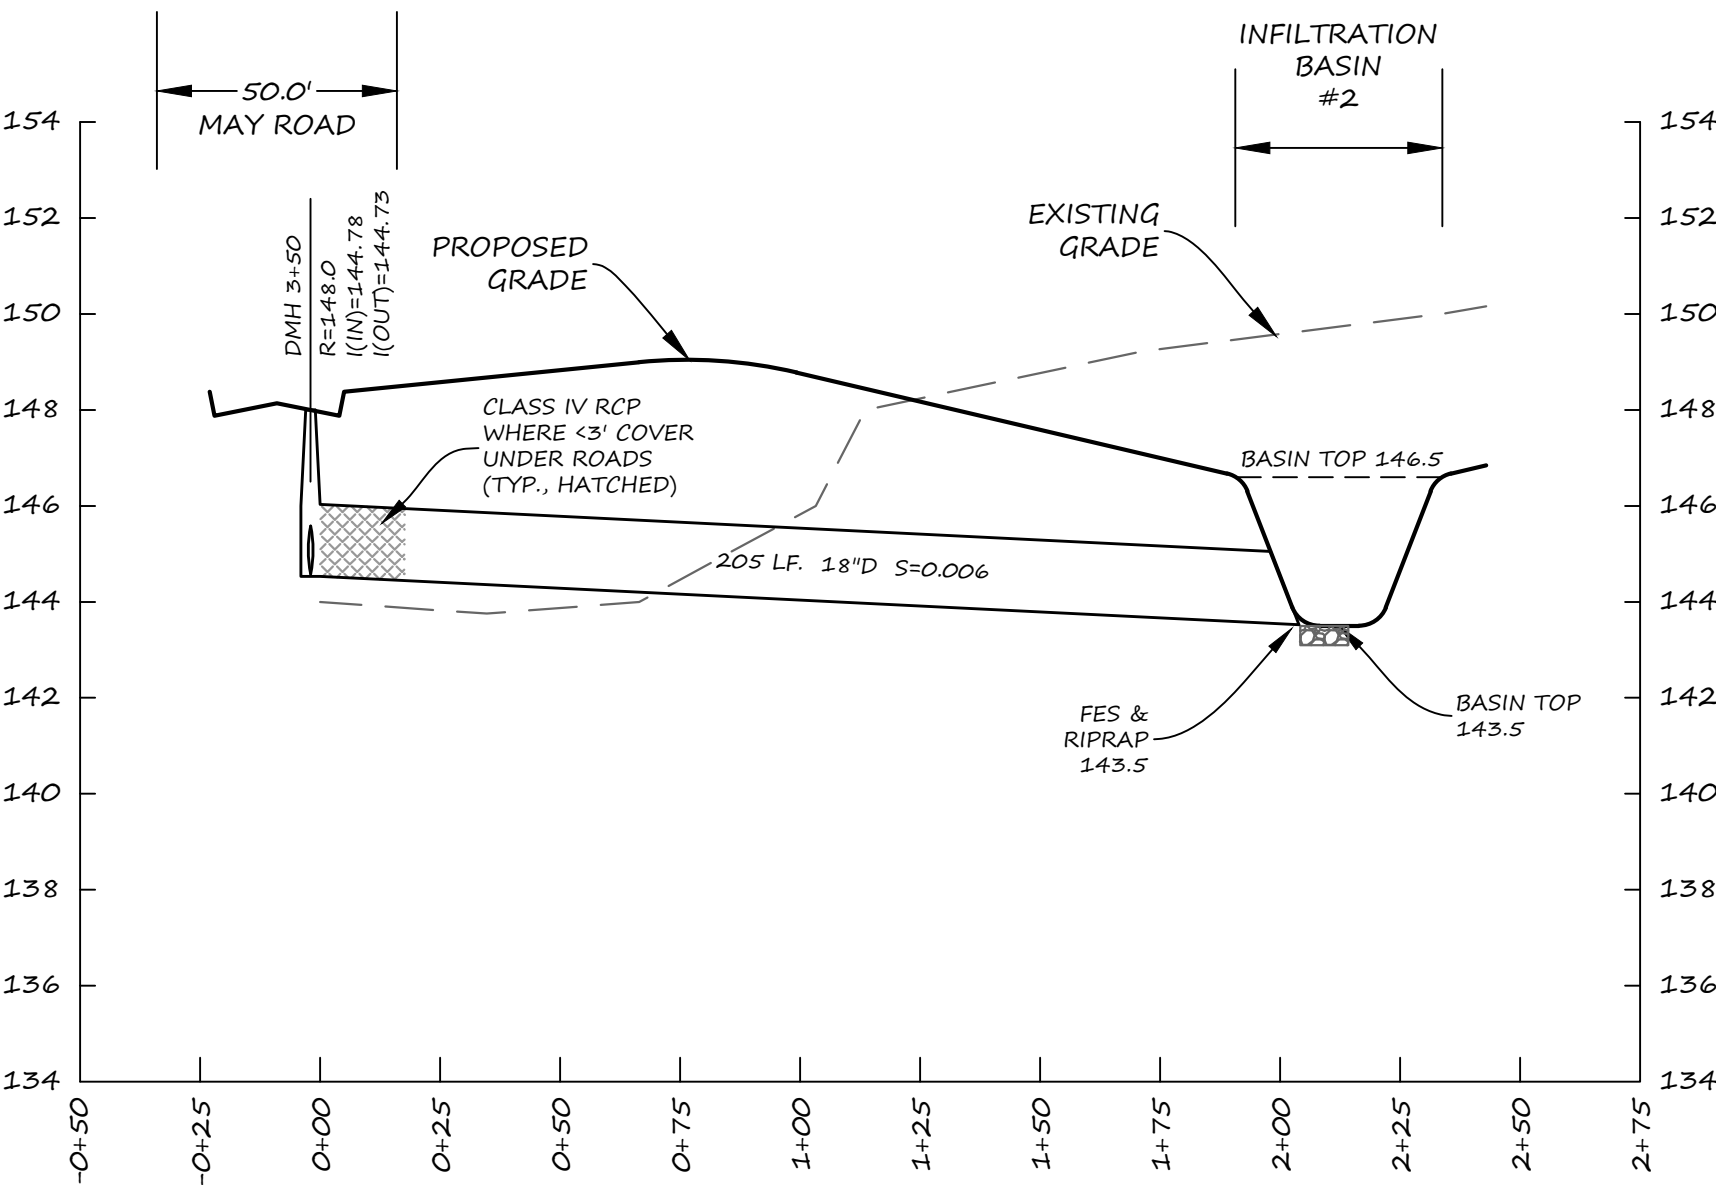 50.0'
MAY ROAD
INFILTRATION
BASIN
#2
154
152
150
148
146
144
142
140
138
136
134
154
152
150
148
146
144
142
140
138
136
134
DMH 3+50
R=148.0
I(IN)=144.78
I(OUT)=144.73
PROPOSED
GRADE
EXISTING
GRADE
CLASS IV RCP
WHERE <3' COVER
UNDER ROADS
(TYP., HATCHED)
BASIN TOP 146.5
205 LF. 18"D S=0.006
FES &
RIPRAP
143.5
BASIN TOP
143.5
-0+50
-0+25
0+00
0+25
0+50
0+75
1+00
1+25
1+50
1+75
2+00
2+25
2+50
2+75